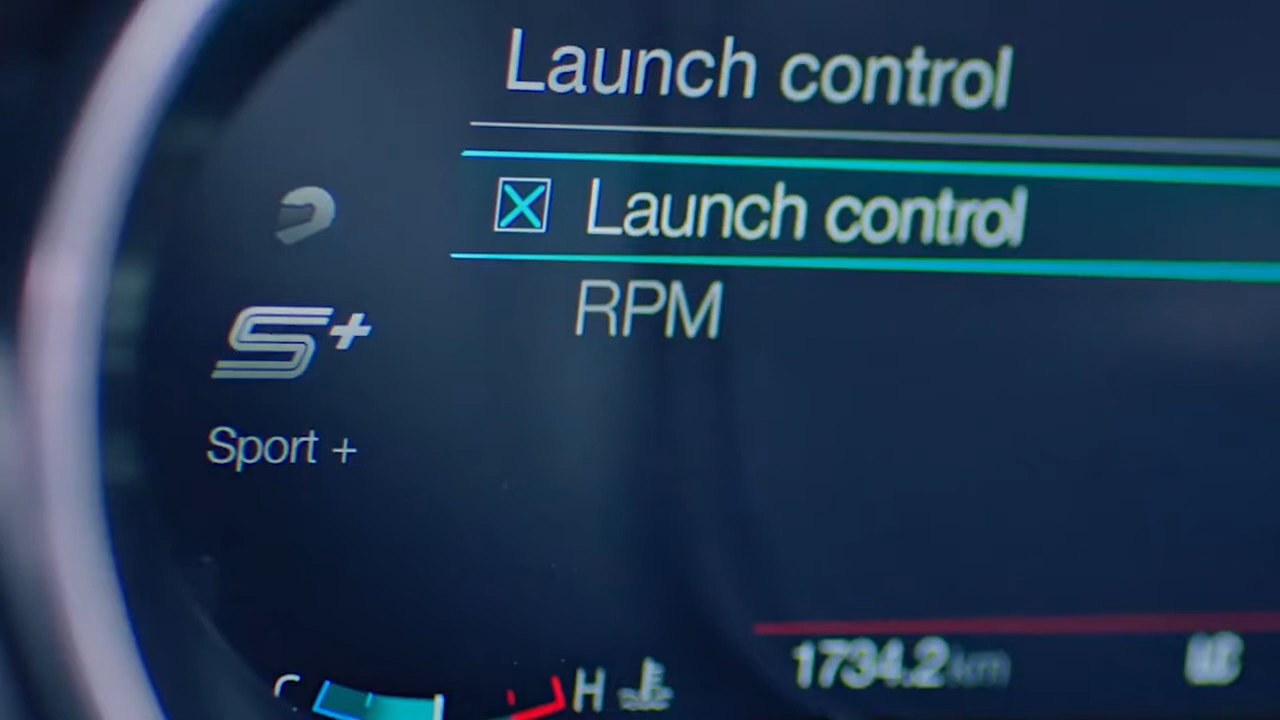 Launch control
Launch control
RPM
S+
Sport +
C
H
1734.2 km